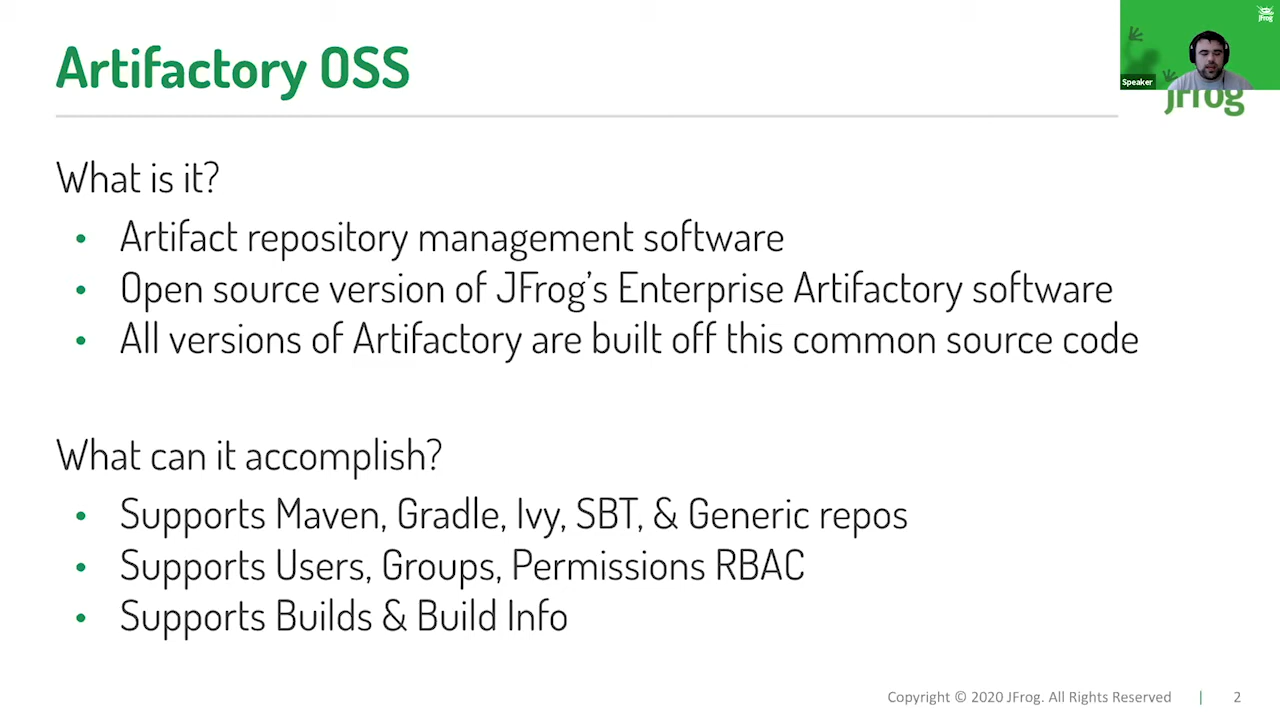 Artifactory OSS
JFrog
Speaker
JFrog
What is it?
• Artifact repository management software
• Open source version of JFrog's Enterprise Artifactory software
• All versions of Artifactory are built off this common source code
What can it accomplish?
• Supports Maven, Gradle, Ivy, SBT, & Generic repos
• Supports Users, Groups, Permissions RBAC
• Supports Builds & Build Info
Copyright © 2020 JFrog. All Rights Reserved | 2